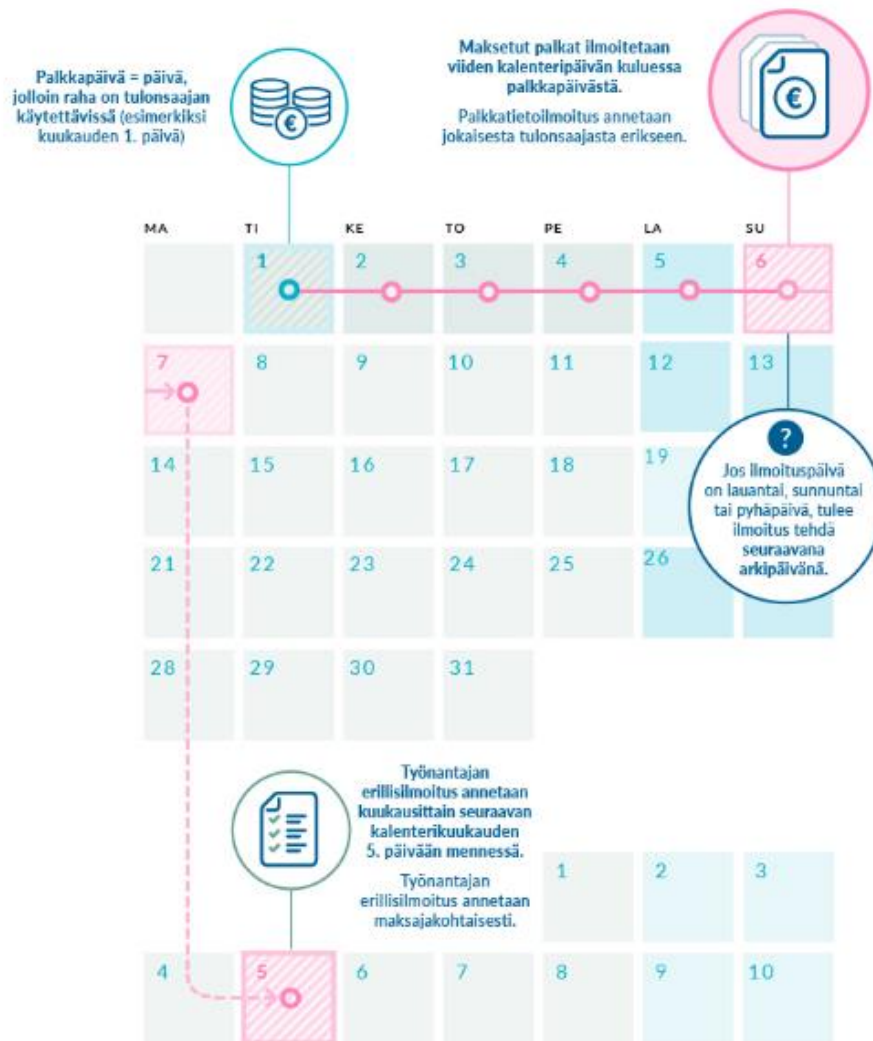 Palkkapäivä = päivä,
jolloin raha on tulonsaajan
käytettävissä (esimerkiksi
kuukauden 1. päivä)
€
Maksetut palkat ilmoitetaan
viiden kalenteripäivän kuluessa
palkkapäivästä.
Palkkatietoilmoitus annetaan
jokaisesta tulonsaajasta erikseen.
€
MA TI KE TO PE LA SU
1 2 3 4 5 6
7 8 9 10 11 12 13
?
Jos ilmoituspäivä
on lauantai, sunnuntai
tai pyhäpäivä, tulee
ilmoitus tehdä
seuraavana
arkipäivänä.
14 15 16 17 18 19
21 22 23 24 25 26
28 29 30 31
Työnantajan
erillisilmoitus annetaan
kuukausittain seuraavan
kalenterikuukauden
5. päivään mennessä.
Työnantajan
erillisilmoitus annetaan
maksajakohtaisesti.
1 2 3
4 5 6 7 8 9 10